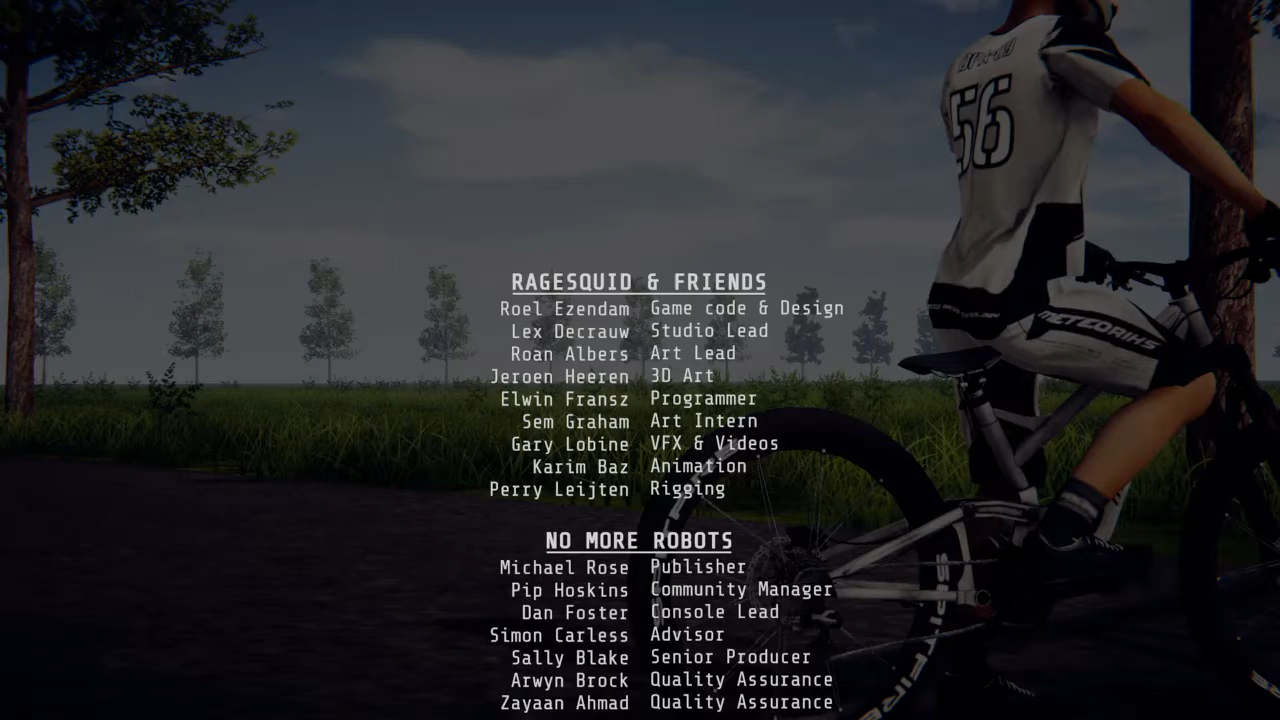 56
METEORIKS
RAGESQUID & FRIENDS
Roel Ezendam Game code & Design
Lex Decrauw Studio Lead
Roan Albers Art Lead
Jeroen Heeren 3D Art
Elwin Fransz Programmer
Sem Graham Art Intern
Gary Lobine VFX & Videos
Karim Baz Animation
Perry Leijten Rigging
NO MORE ROBOTS
Michael Rose Publisher
Pip Hoskins Community Manager
Dan Foster Console Lead
Simon Carless Advisor
Sally Blake Senior Producer
Arwyn Brock Quality Assurance
Zayaan Ahmad Quality Assurance
SPITFIRE